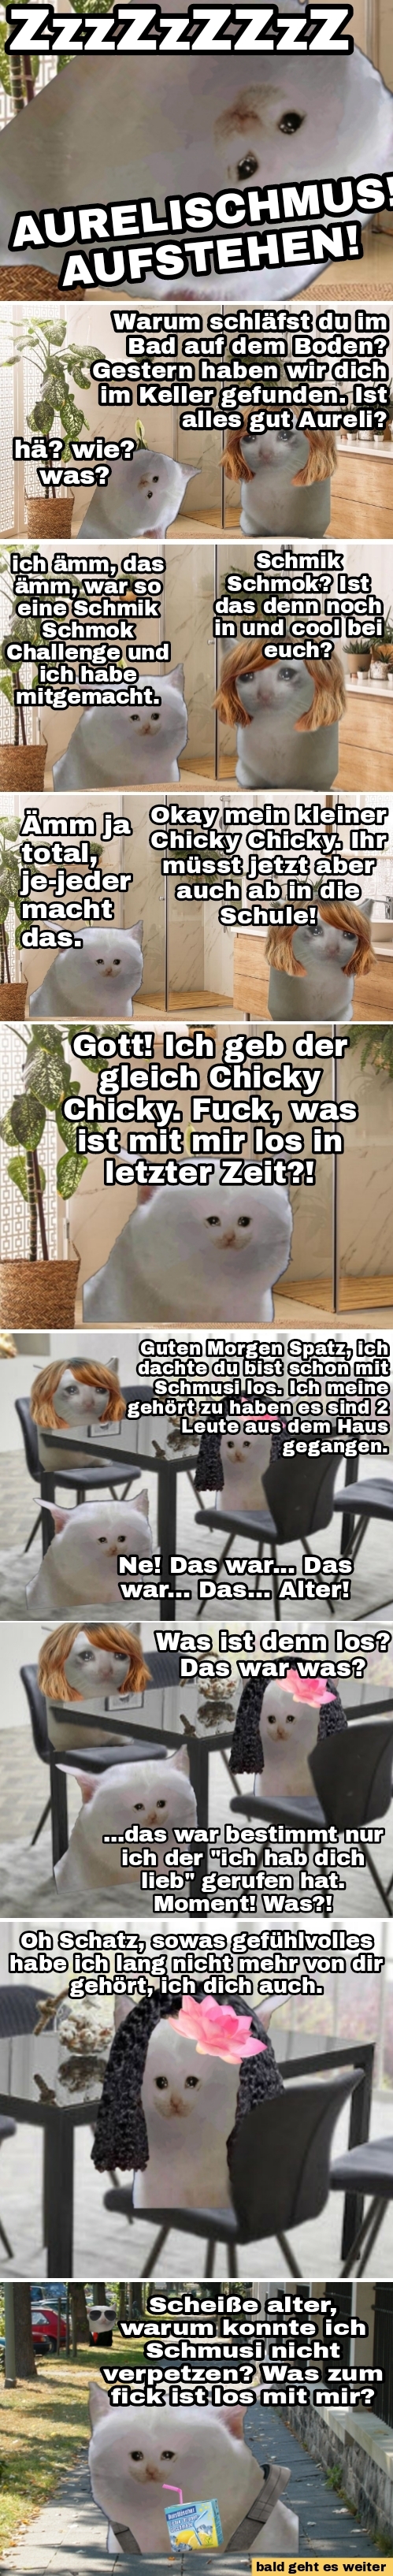 ZzzZzZZzZ
AURELISCHMUS!
AUFSTEHEN!
Warum schläfst du im
Bad auf dem Boden?
Gestern haben wir dich
im Keller gefunden. Ist
alles gut Aureli?
hä? wie?
was?
ich ämm, das
ämm, war so
eine Schmik
Schmok
Challenge und
ich habe
mitgemacht.
Schmik
Schmok? Ist
das denn noch
in und cool bei
euch?
Ämm ja
total,
je-jeder
macht
das.
Okay mein kleiner
Chicky Chicky. Ihr
müsst jetzt aber
auch ab in die
Schule!
Gott! Ich geb der
gleich Chicky
Chicky. Fuck, was
ist mit mir los in
letzter Zeit?!
Guten Morgen Spatz, ich
dachte du bist schon mit
Schmusi los. Ich meine
gehört zu haben es sind 2
Leute aus dem Haus
gegangen.
Ne! Das war... Das
war... Das... Alter!
Was ist denn los?
Das war was?
...das war bestimmt nur
ich der "ich hab dich
lieb" gerufen hat.
Moment! Was?!
Oh Schatz, sowas gefühlvolles
habe ich lang nicht mehr von dir
gehört, ich dich auch.
Scheiße alter,
warum konnte ich
Schmusi nicht
verpetzen? Was zum
fick ist los mit mir?
bald geht es weiter